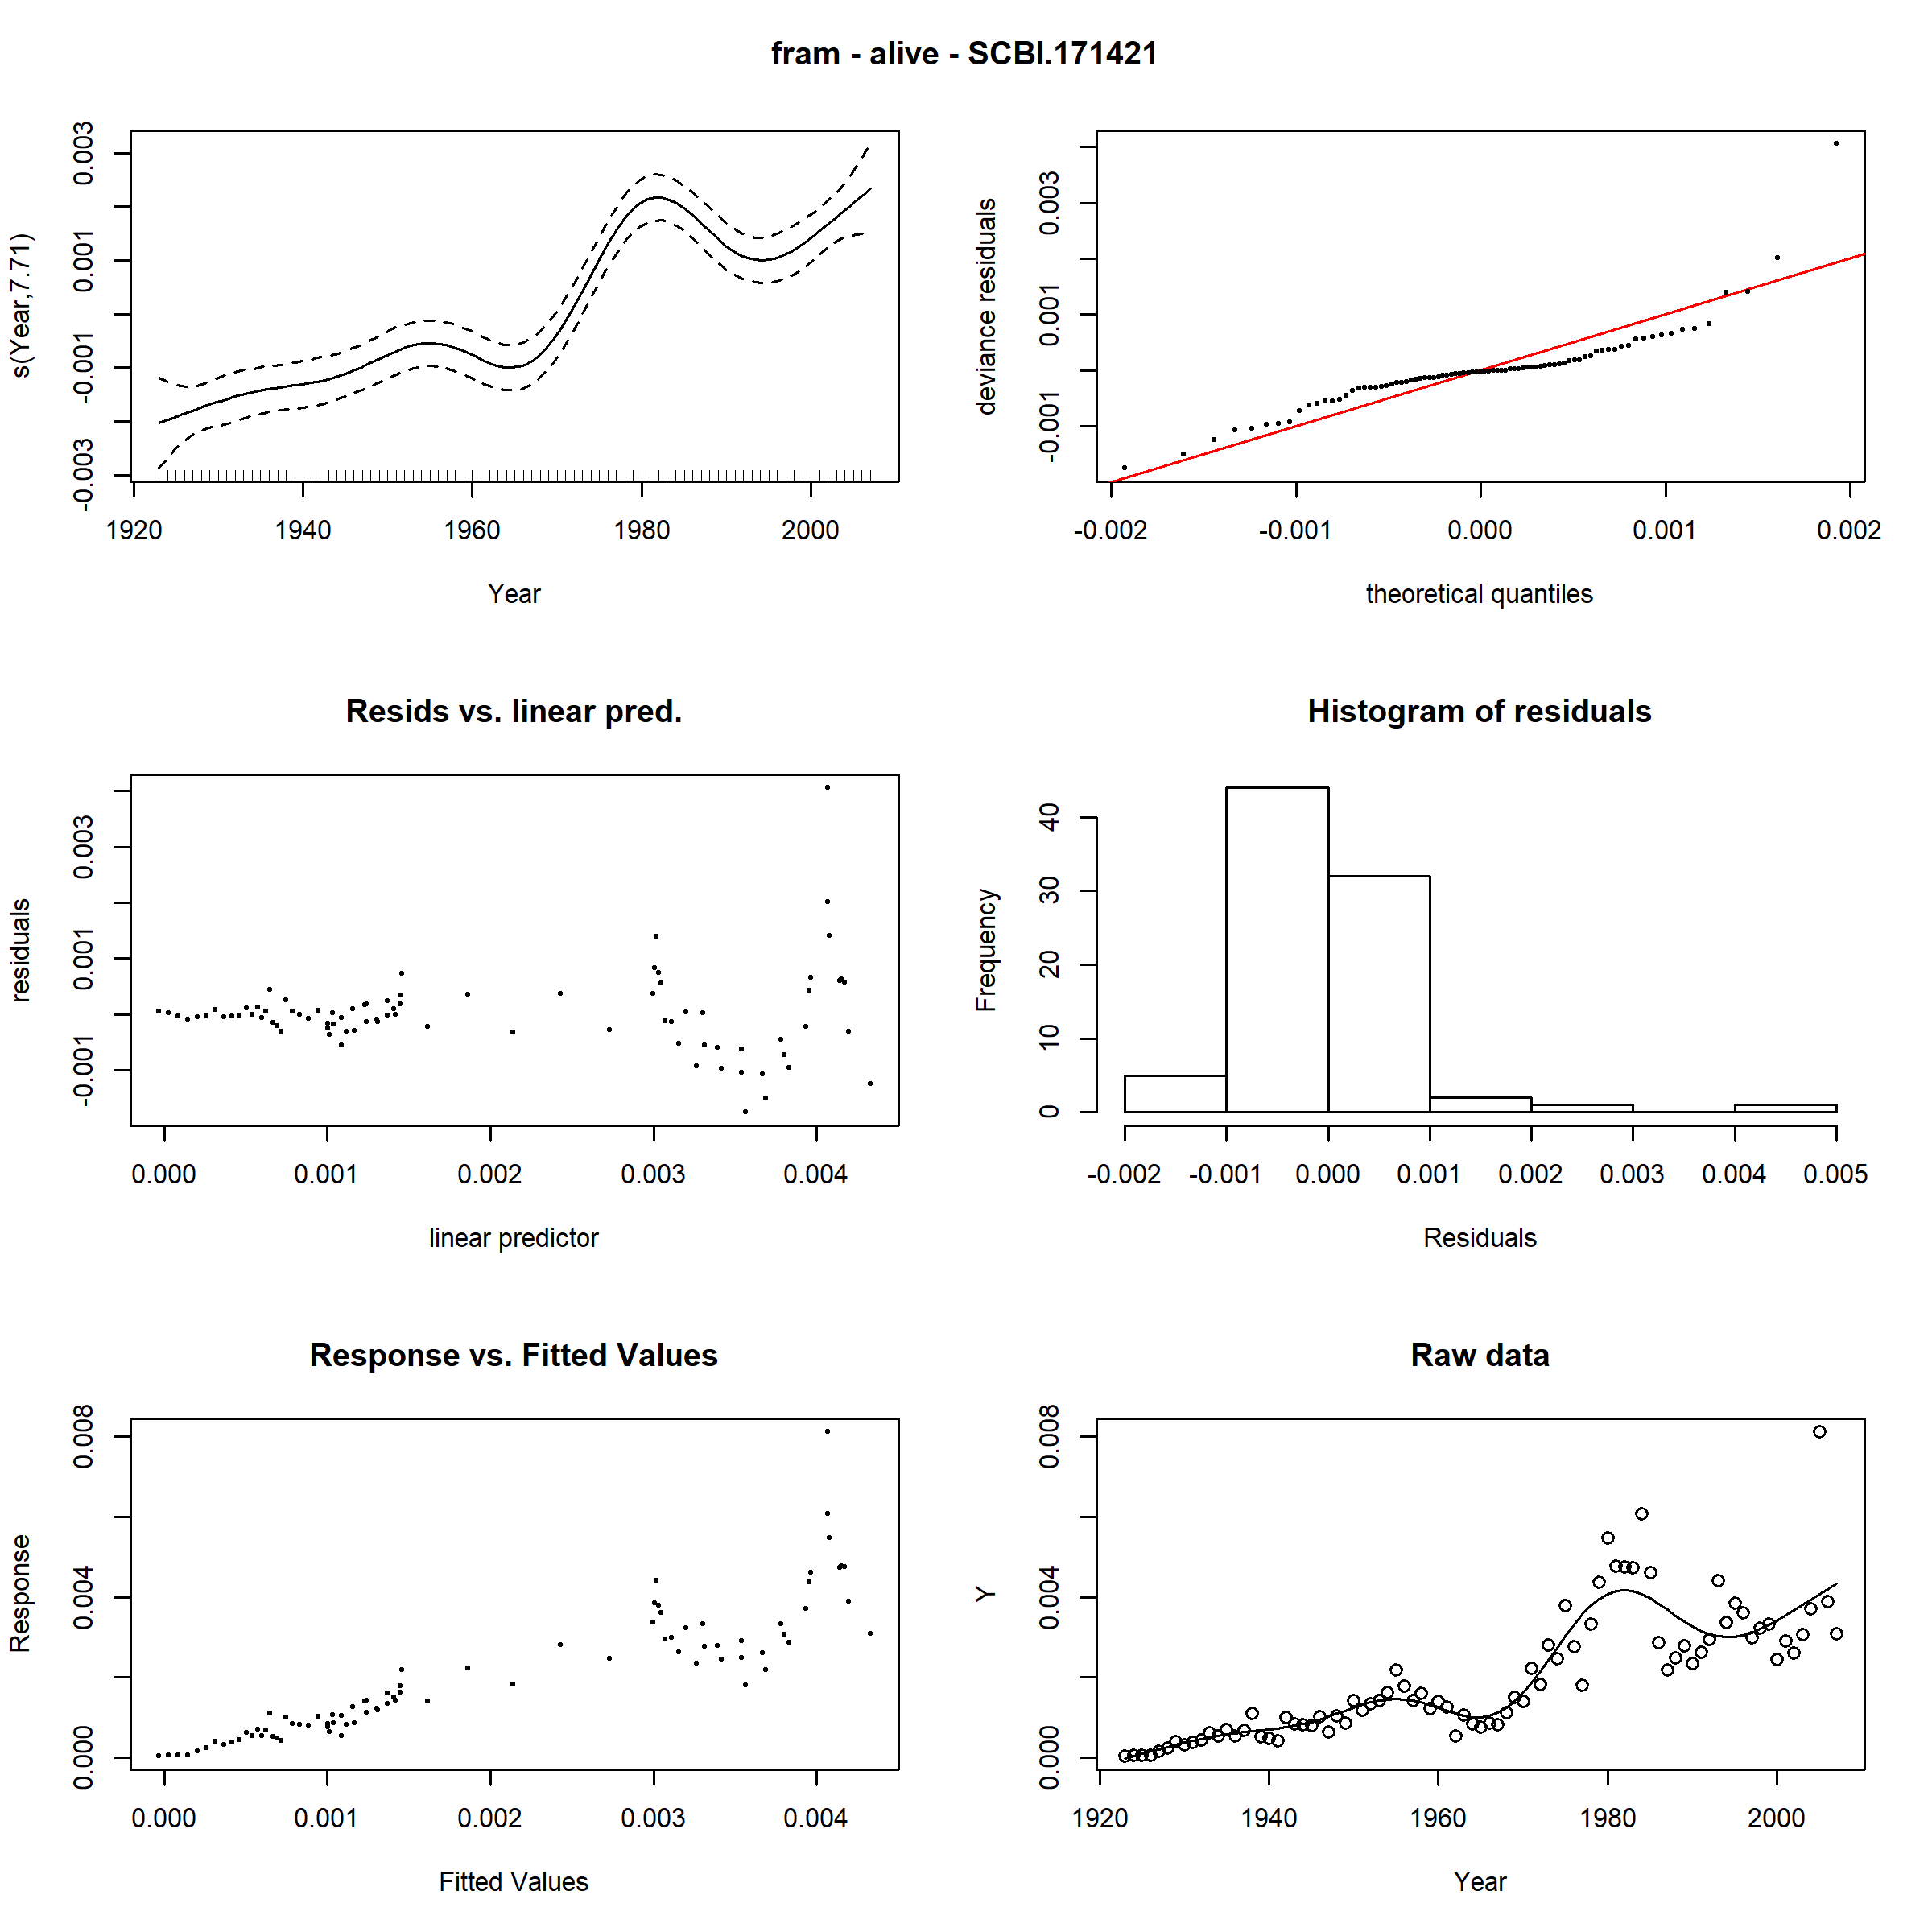 fram - alive - SCBI.171421
s(Year,7.71)
-0.003 -0.001 0.001 0.003
1920 1940 1960 1980 2000
Year
deviance residuals
-0.001 0.001 0.003
-0.002 -0.001 0.000 0.001 0.002
theoretical quantiles
Resids vs. linear pred.
residuals
-0.001 0.001 0.003
0.000 0.001 0.002 0.003 0.004
linear predictor
Histogram of residuals
Frequency
0 10 20 30 40
-0.002 -0.001 0.000 0.001 0.002 0.003 0.004 0.005
Residuals
Response vs. Fitted Values
Response
0.000 0.004 0.008
0.000 0.001 0.002 0.003 0.004
Fitted Values
Raw data
Y
0.000 0.004 0.008
1920 1940 1960 1980 2000
Year